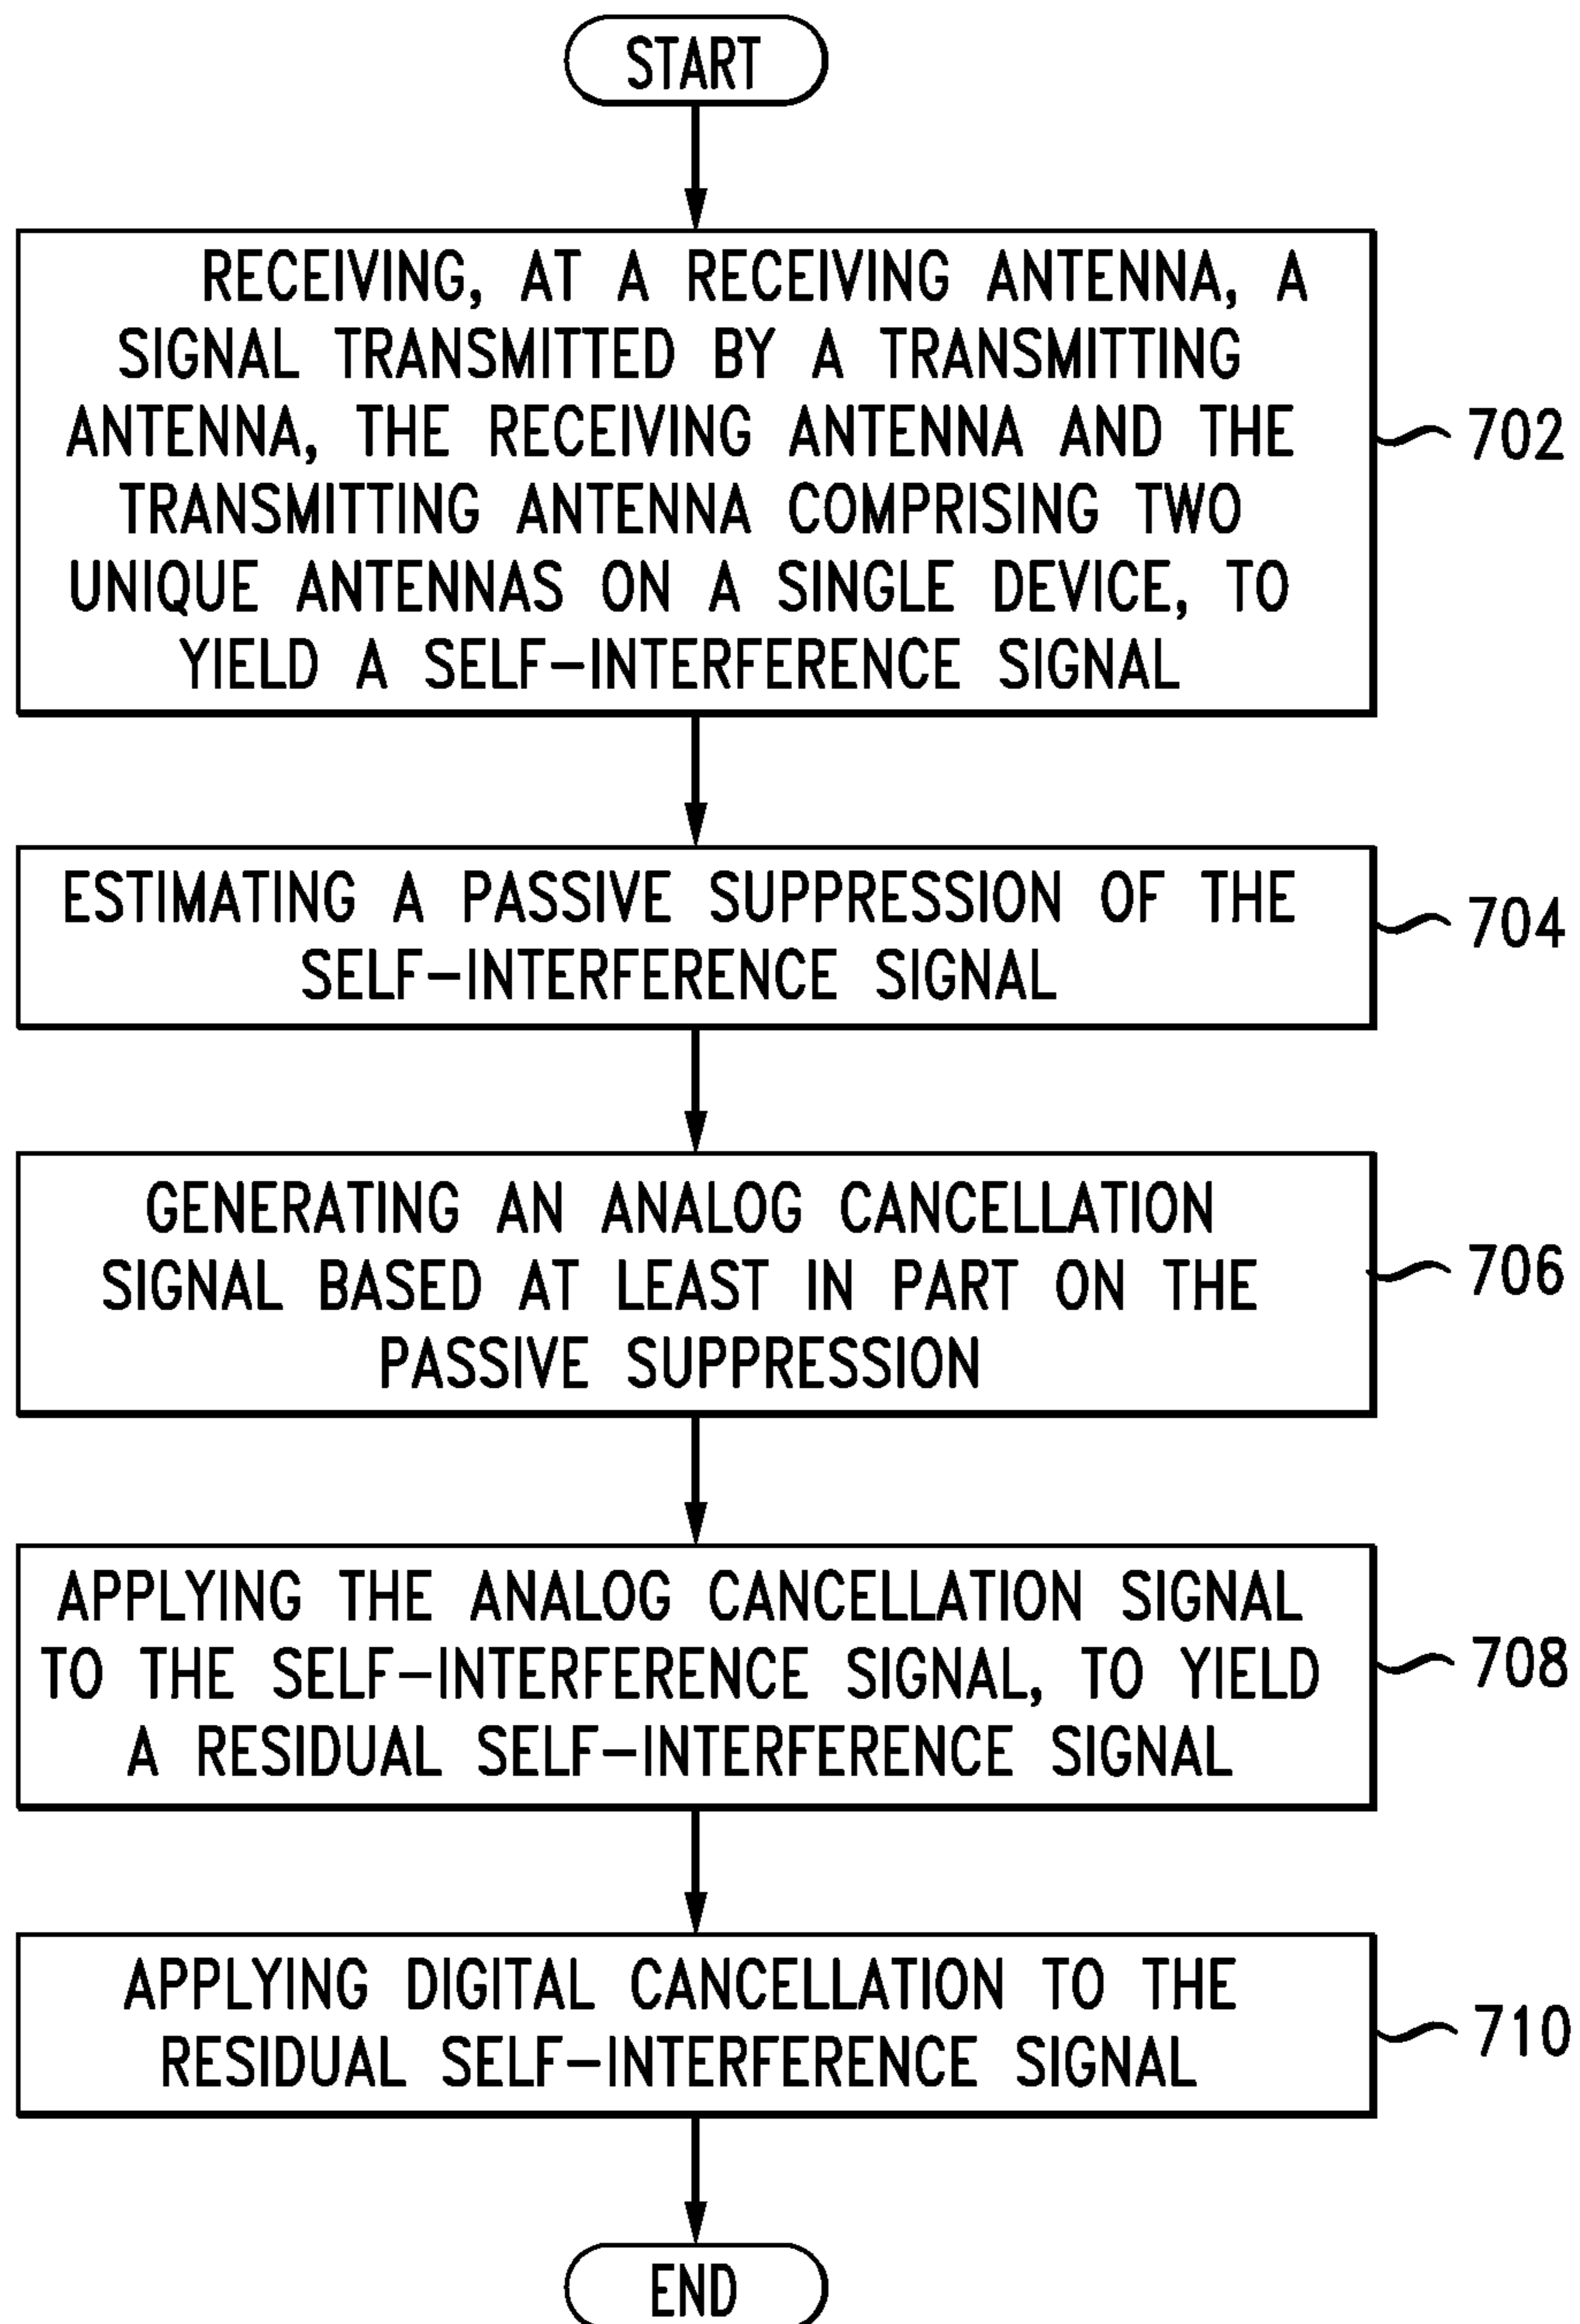 START
RECEIVING, AT A RECEIVING ANTENNA, A
SIGNAL TRANSMITTED BY A TRANSMITTING
ANTENNA, THE RECEIVING ANTENNA AND THE
TRANSMITTING ANTENNA COMPRISING TWO
UNIQUE ANTENNAS ON A SINGLE DEVICE, TO
YIELD A SELF-INTERFERENCE SIGNAL
702
ESTIMATING A PASSIVE SUPPRESSION OF THE
SELF-INTERFERENCE SIGNAL
704
GENERATING AN ANALOG CANCELLATION
SIGNAL BASED AT LEAST IN PART ON THE
PASSIVE SUPPRESSION
706
APPLYING THE ANALOG CANCELLATION SIGNAL
TO THE SELF-INTERFERENCE SIGNAL, TO YIELD
A RESIDUAL SELF-INTERFERENCE SIGNAL
708
APPLYING DIGITAL CANCELLATION TO THE
RESIDUAL SELF-INTERFERENCE SIGNAL
710
END